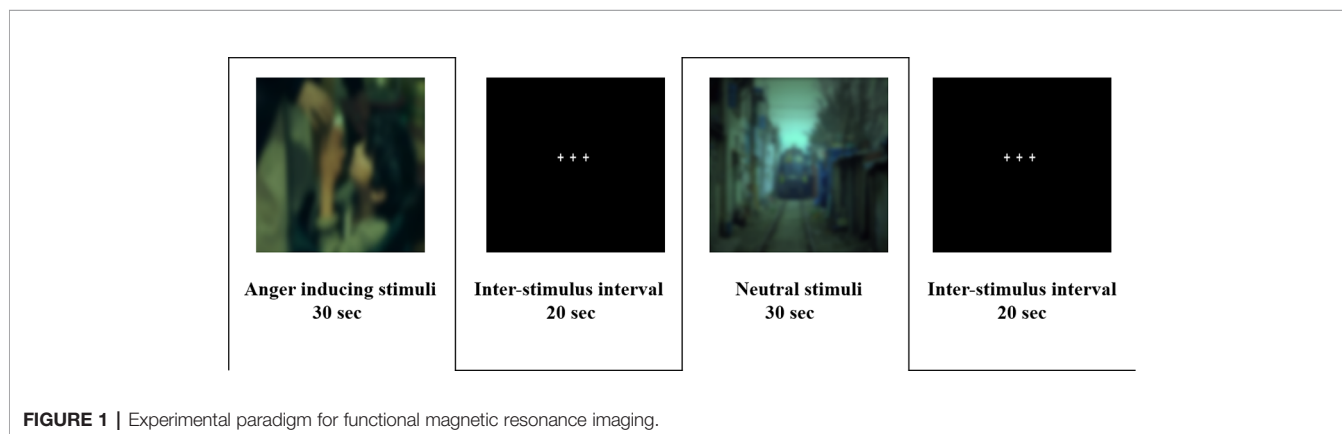 + + +
+ + +
Anger inducing stimuli
30 sec
Inter-stimulus interval
20 sec
Neutral stimuli
30 sec
Inter-stimulus interval
20 sec
FIGURE 1 | Experimental paradigm for functional magnetic resonance imaging.